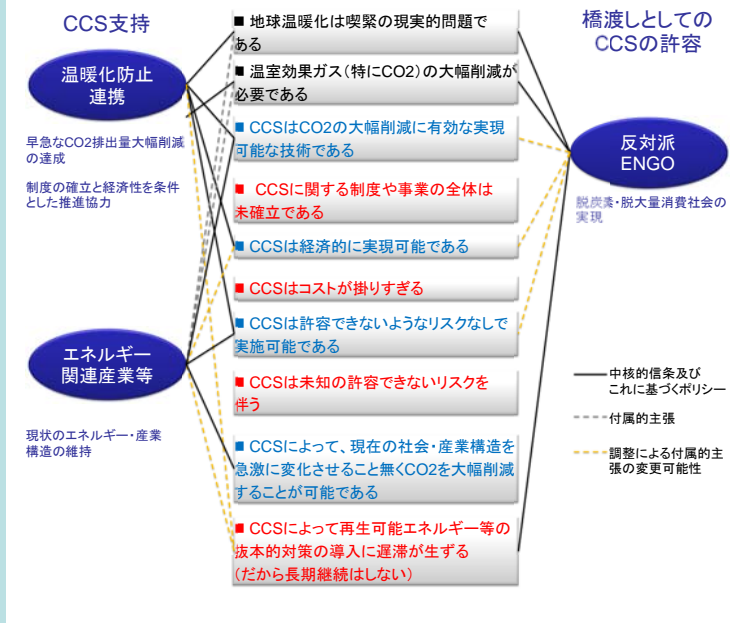 CCS支持
温暖化防止
連携
早急なCO2排出量大幅削減
の達成
制度の確立と経済性を条件
とした推進協力
エネルギー
関連産業等
現状のエネルギー・産業
構造の維持
■ 地球温暖化は喫緊の現実的問題で
ある
■ 温室効果ガス（特にCO2）の大幅削減が
必要である
■ CCSはCO2の大幅削減に有効な実現
可能な技術である
■ CCSに関する制度や事業の全体は
未確立である
■ CCSは経済的に実現可能である
■ CCSはコストが掛りすぎる
■ CCSは許容できないようなリスクなしで
実施可能である
■ CCSは未知の許容できないリスクを
伴う
■ CCSによって、現在の社会・産業構造を
急激に変化させること無くCO2を大幅削減
することが可能である
■ CCSによって再生可能エネルギー等の
抜本的対策の導入に遅滞が生ずる
（だから長期継続はしない）
橋渡しとしての
CCSの許容
反対派
ENGO
脱炭素・脱大量消費社会の
実現
中核的信条及び
これに基づくポリシー
付属的主張
調整による付属的主
張の変更可能性